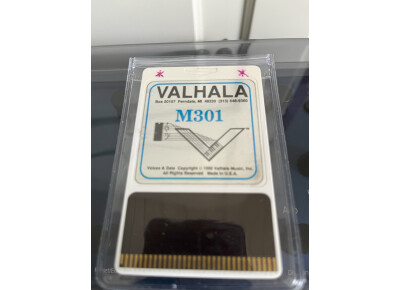 VALHALA
Box 20157 Ferndale, MI 48220 (313) 548-9360
M301
Voices & Data Copyright © 1990 Valhala Music, Inc.
All Rights Reserved Made in U.S.A.